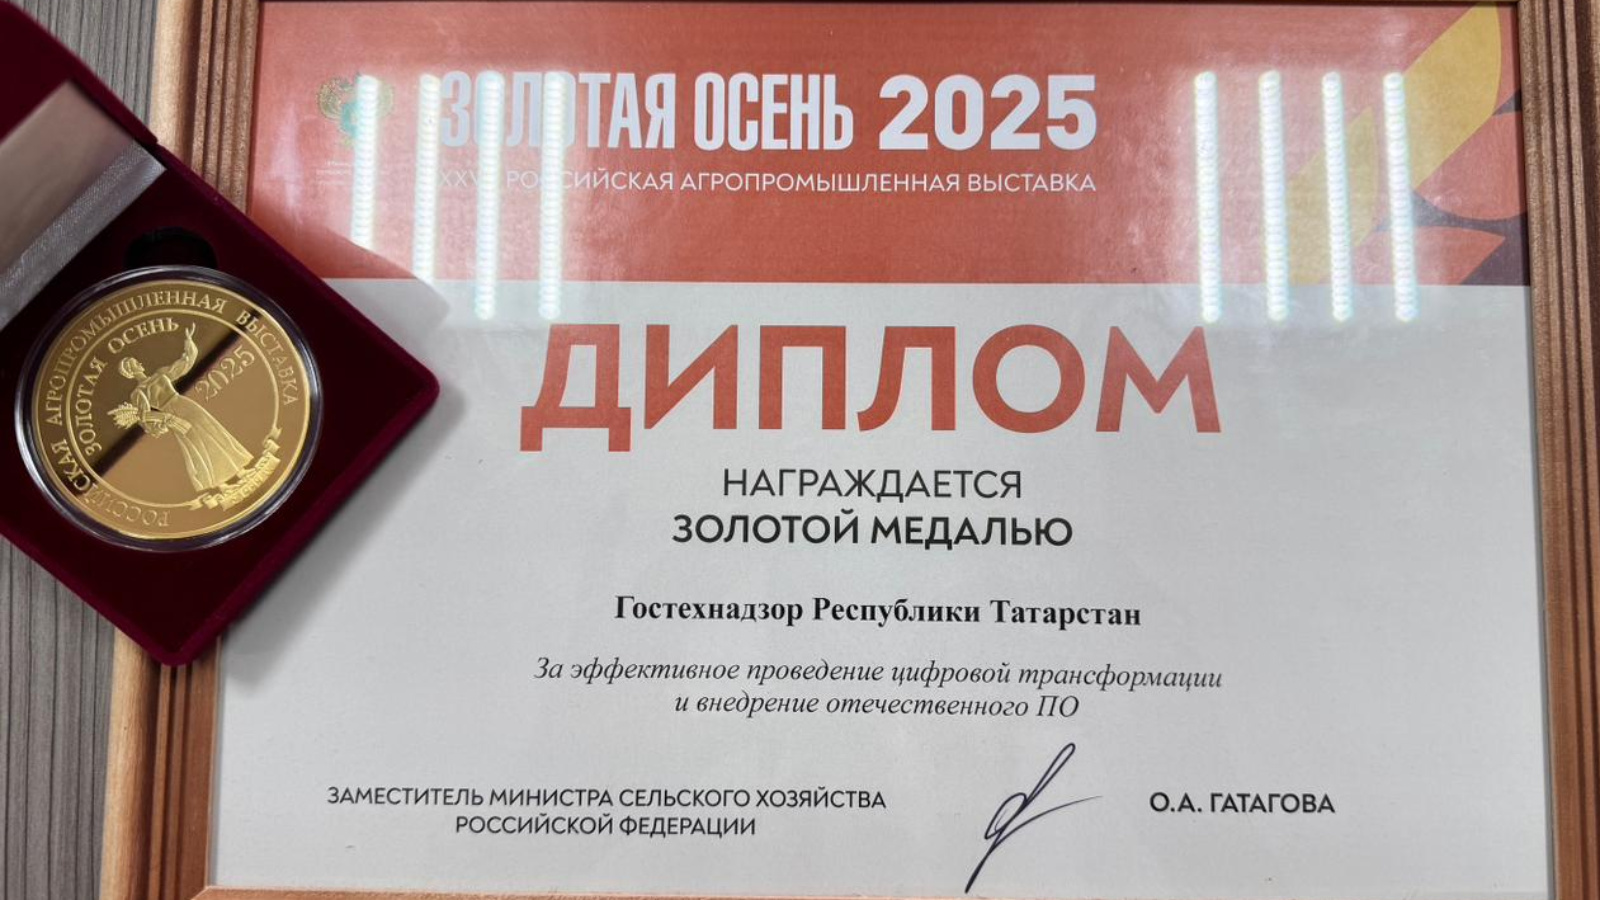 ЗОЛОТАЯ ОСЕНЬ 2025
РОССИЙСКАЯ АГРОПРОМЫШЛЕННАЯ ВЫСТАВКА
ДИПЛОМ
НАГРАЖДАЕТСЯ
ЗОЛОТОЙ МЕДАЛЬЮ
Гостехнадзор Республики Татарстан
За эффективное проведение цифровой трансформации
и внедрение отечественного ПО
ЗАМЕСТИТЕЛЬ МИНИСТРА СЕЛЬСКОГО ХОЗЯЙСТВА
РОССИЙСКОЙ ФЕДЕРАЦИИ
О.А. ГАТАГОВА
РОССИЙСКАЯ АГРОПРОМЫШЛЕННАЯ ВЫСТАВКА
ЗОЛОТАЯ ОСЕНЬ
2025